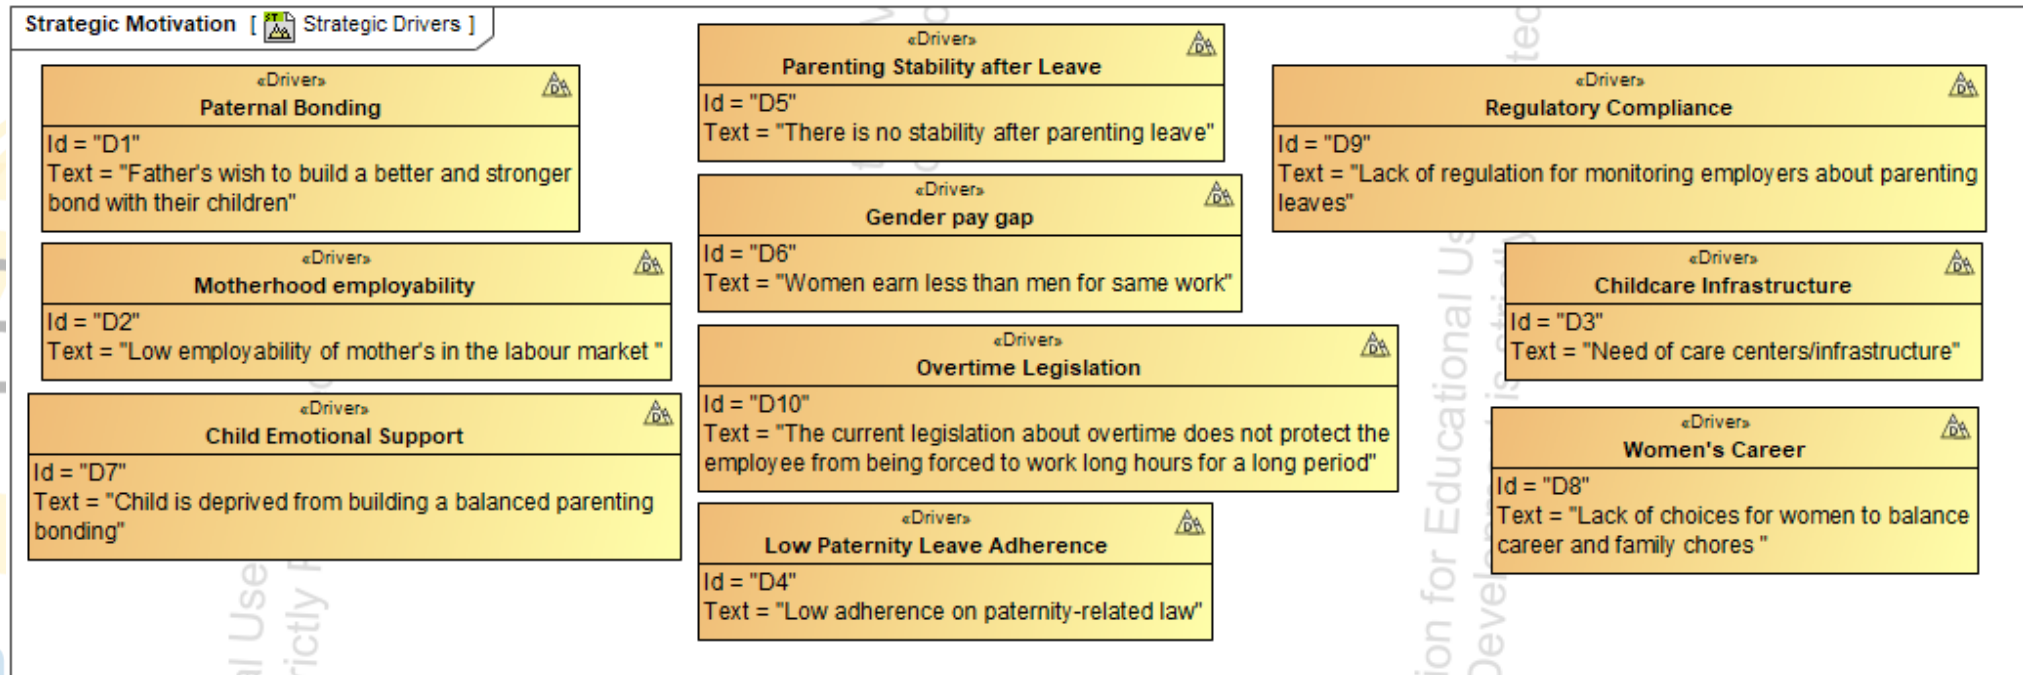 Strategic Motivation [ Strategic Drivers ]
«Driver»
Paternal Bonding
Id = "D1"
Text = "Father's wish to build a better and stronger
bond with their children"
«Driver»
Motherhood employability
Id = "D2"
Text = "Low employability of mother's in the labour market "
«Driver»
Child Emotional Support
Id = "D7"
Text = "Child is deprived from building a balanced parenting
bonding"
«Driver»
Parenting Stability after Leave
Id = "D5"
Text = "There is no stability after parenting leave"
«Driver»
Gender pay gap
Id = "D6"
Text = "Women earn less than men for same work"
«Driver»
Overtime Legislation
Id = "D10"
Text = "The current legislation about overtime does not protect the
employee from being forced to work long hours for a long period"
«Driver»
Low Paternity Leave Adherence
Id = "D4"
Text = "Low adherence on paternity-related law"
«Driver»
Regulatory Compliance
Id = "D9"
Text = "Lack of regulation for monitoring employers about parenting
leaves"
«Driver»
Childcare Infrastructure
Id = "D3"
Text = "Need of care centers/infrastructure"
«Driver»
Women's Career
Id = "D8"
Text = "Lack of choices for women to balance
career and family chores "
for Educational
Use